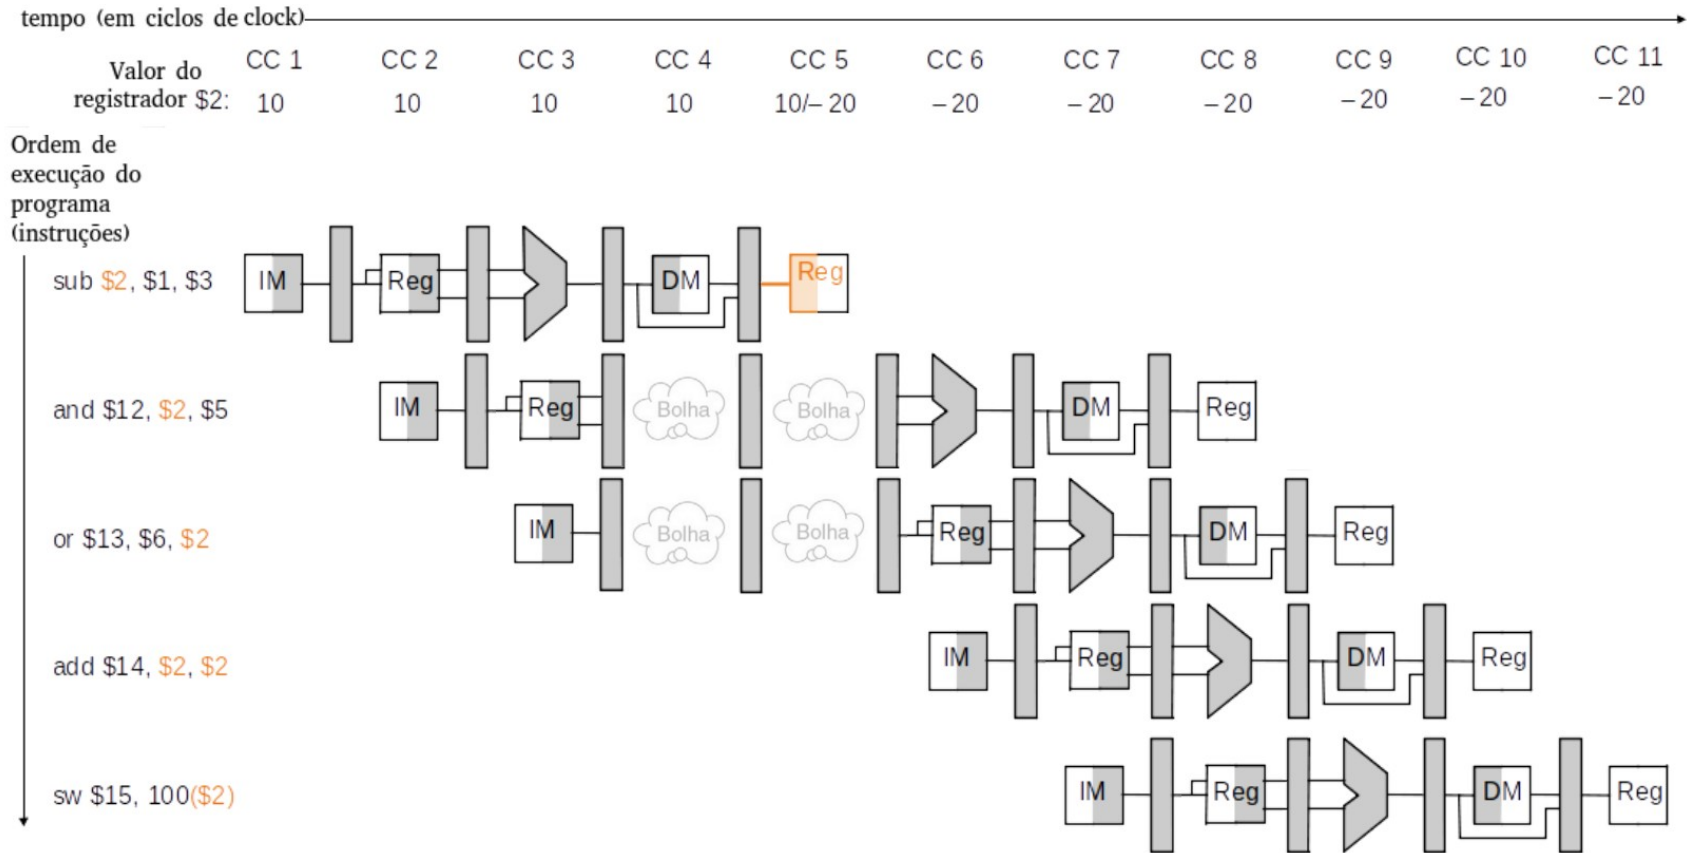 tempo (em ciclos de clock)
CC 1 CC 2 CC 3 CC 4 CC 5 CC 6 CC 7 CC 8 CC 9 CC 10 CC 11
Valor do
registrador $2: 10 10 10 10 10/– 20 – 20 – 20 – 20 – 20 – 20 – 20
Ordem de
execução do
programa
(instruções)
sub $2, $1, $3 IM Reg DM Reg
and $12, $2, $5 IM Reg Bolha Bolha DM Reg
or $13, $6, $2 IM Bolha Bolha Reg DM Reg
add $14, $2, $2 IM Reg DM Reg
sw $15, 100($2) IM Reg DM Reg